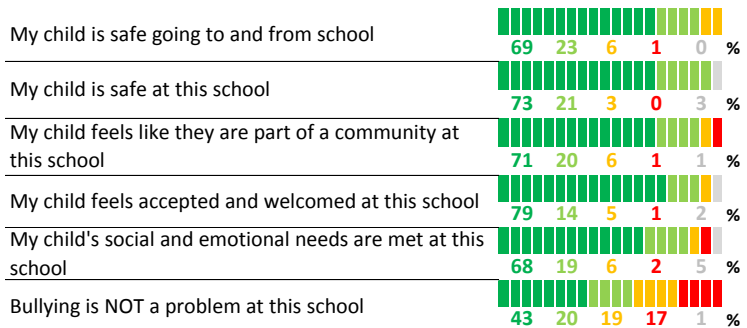 My child is safe going to and from school
69 23 6 1 0 %
My child is safe at this school
73 21 3 0 3 %
My child feels like they are part of a community at
this school
71 20 6 1 1 %
My child feels accepted and welcomed at this school
79 14 5 1 2 %
My child's social and emotional needs are met at this
school
68 19 6 2 5 %
Bullying is NOT a problem at this school
43 20 19 17 1 %